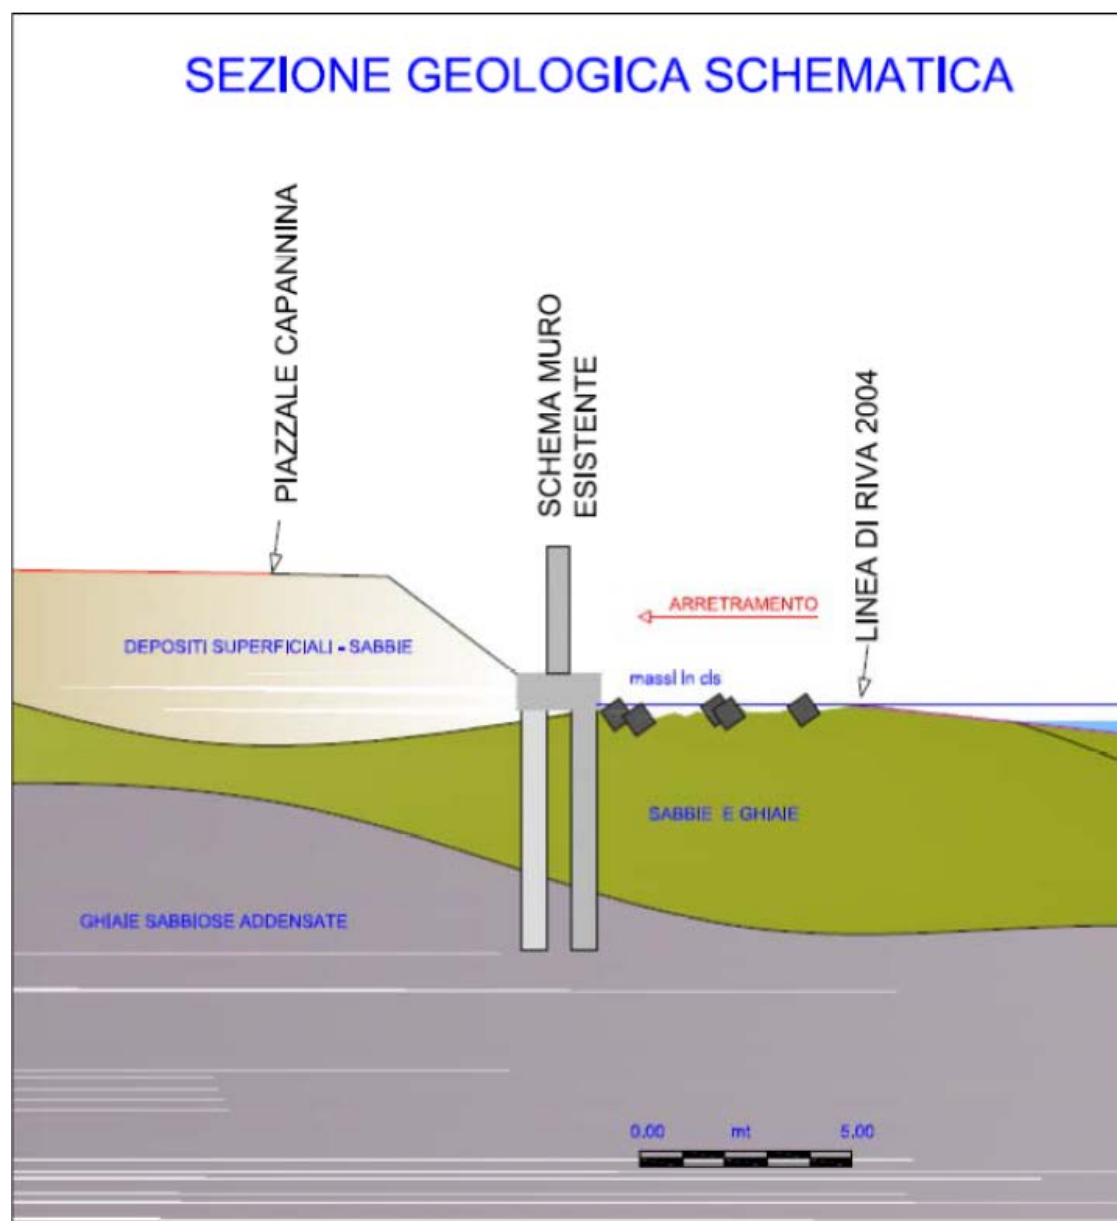 SEZIONE GEOLOGICA SCHEMATICA
PIAZZALE CAPANNINA
SCHEMA MURO
ESISTENTE
LINEA DI RIVA 2004
ARRETRAMENTO
DEPOSITI SUPERFICIALI - SABBIE
massi in cls
SABBIE E GHIAIE
GHIAIE SABBIOSE ADDENSATE
0.00 mt 5.00